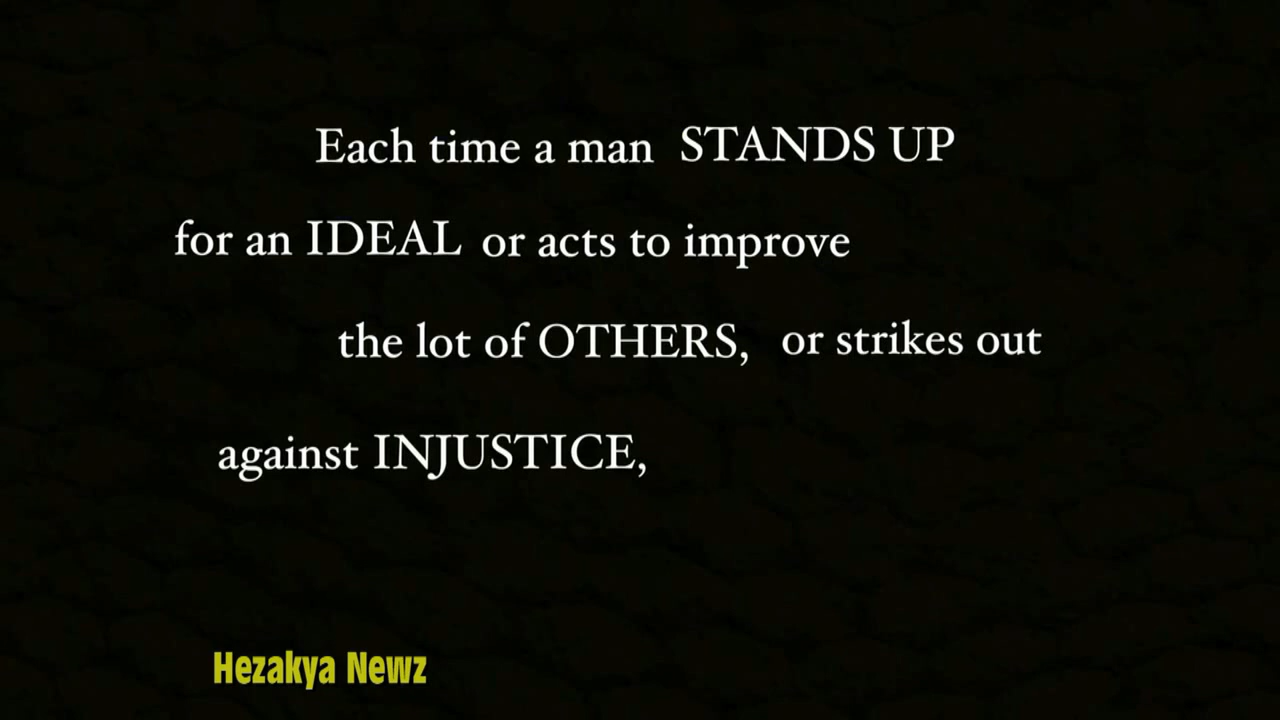 Each time a man STANDS UP
for an IDEAL or acts to improve
the lot of OTHERS, or strikes out
against INJUSTICE,
Hezakya Newz